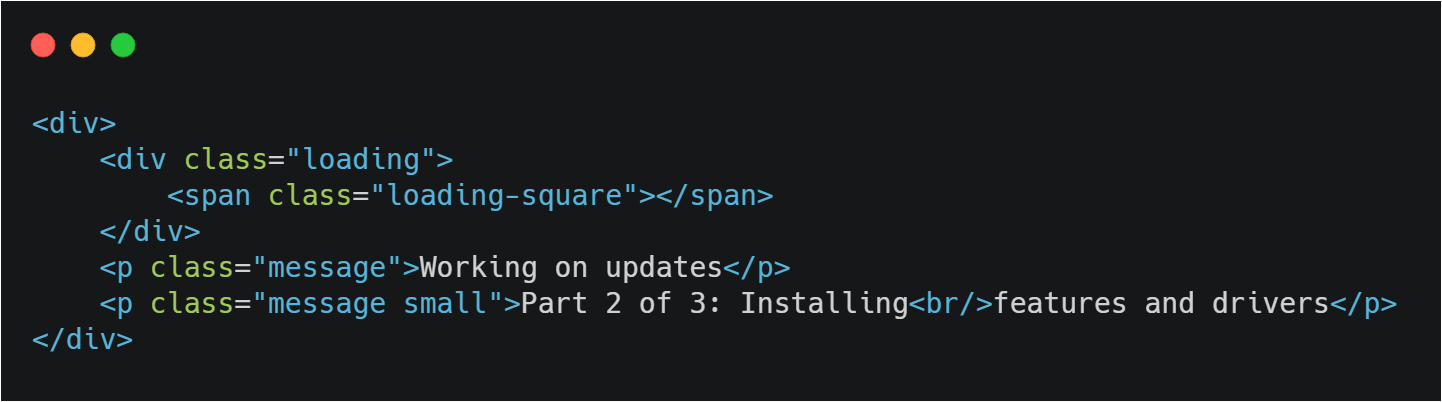 <div>
    <div class="loading">
        <span class="loading-square"></span>
    </div>
    <p class="message">Working on updates</p>
    <p class="message small">Part 2 of 3: Installing<br/>features and drivers</p>
</div>